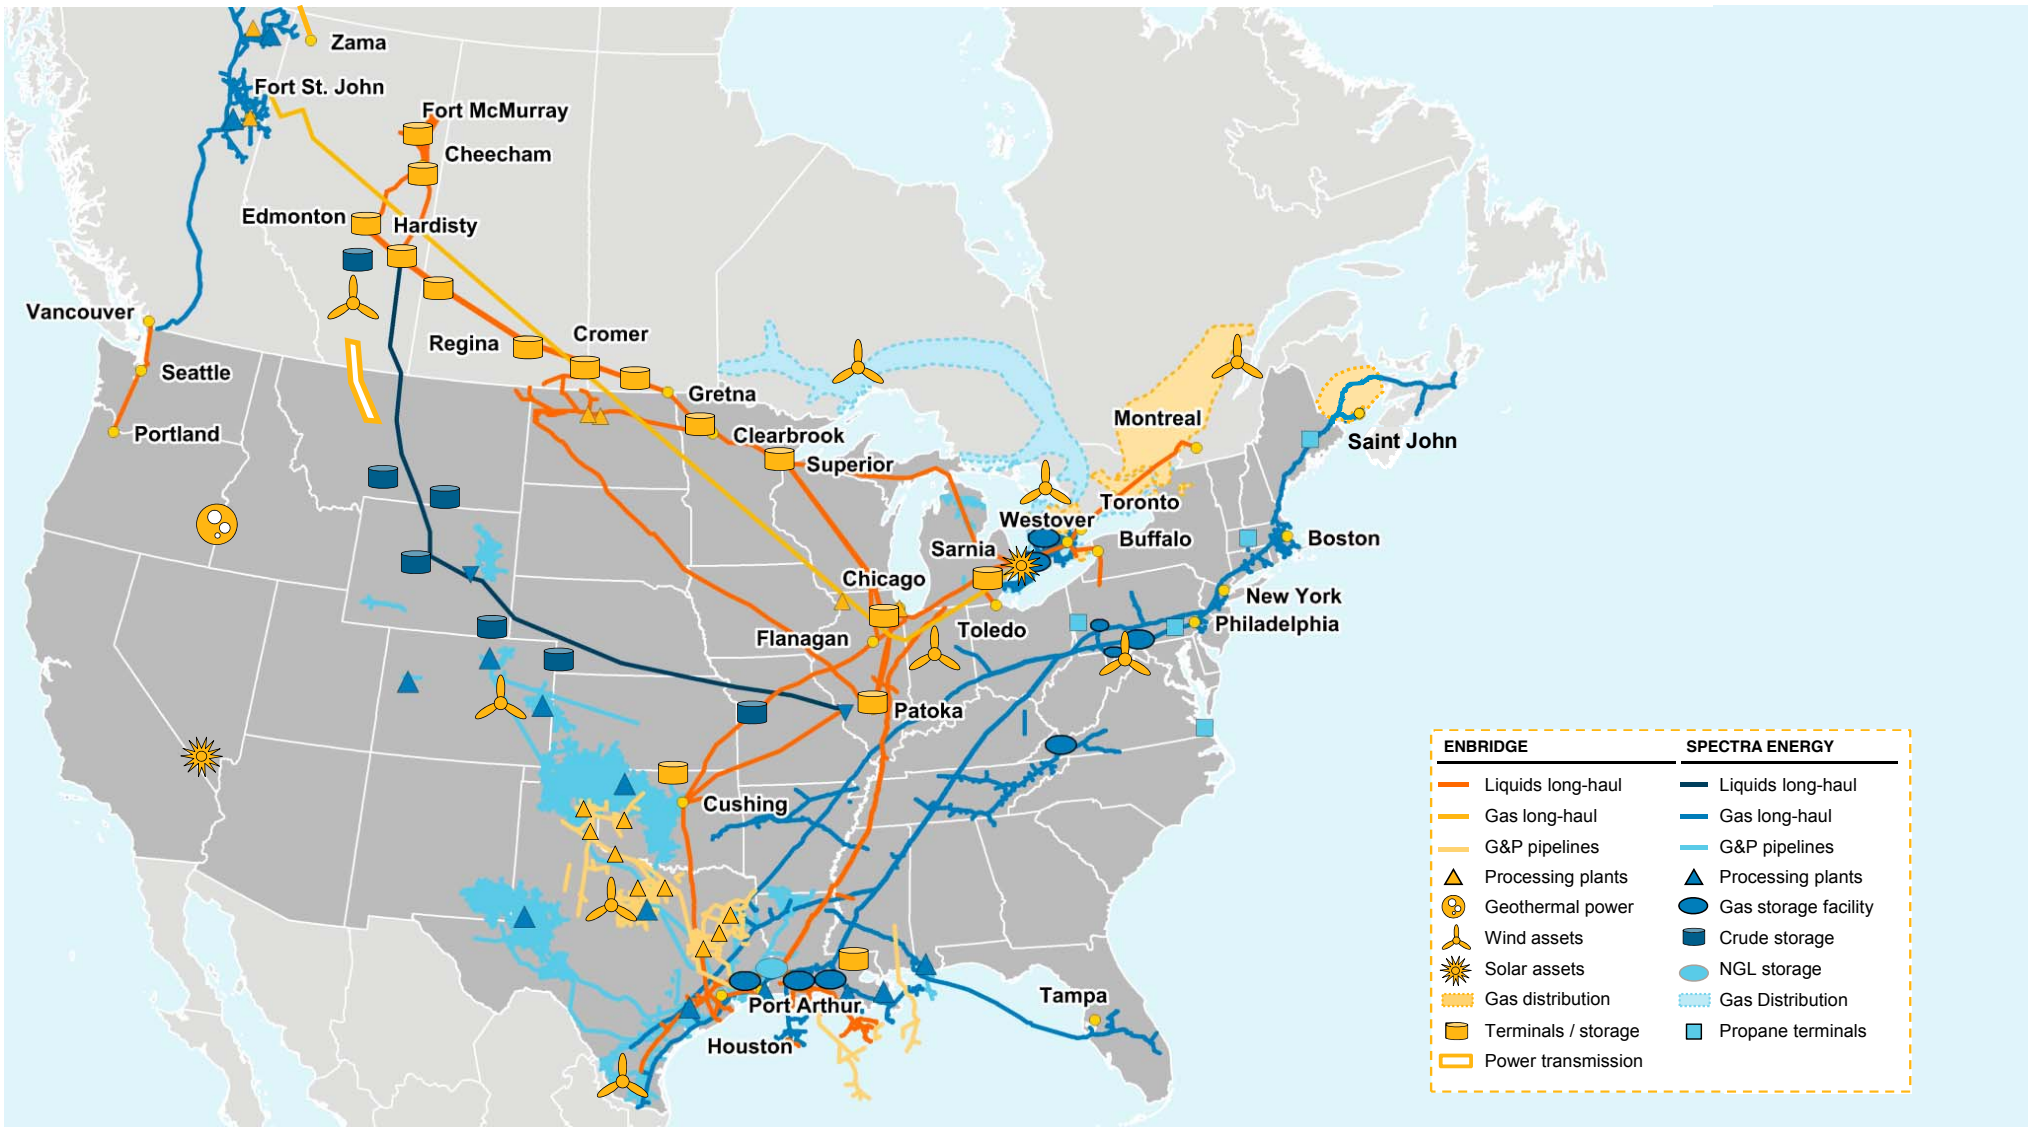 Zama
Fort St. John
Fort McMurray
Cheecham
Edmonton
Hardisty
Vancouver
Regina
Cromer
Seattle
Gretna
Portland
Clearbrook
Montreal
Saint John
Superior
Toronto
Westover
Buffalo
Boston
Sarnia
Chicago
New York
Toledo
Philadelphia
Flanagan
Patoka
Cushing
Tampa
Port Arthur
Houston
ENBRIDGE
Liquids long-haul
Gas long-haul
G&P pipelines
Processing plants
Geothermal power
Wind assets
Solar assets
Gas distribution
Terminals / storage
Power transmission
SPECTRA ENERGY
Liquids long-haul
Gas long-haul
G&P pipelines
Processing plants
Gas storage facility
Crude storage
NGL storage
Gas Distribution
Propane terminals